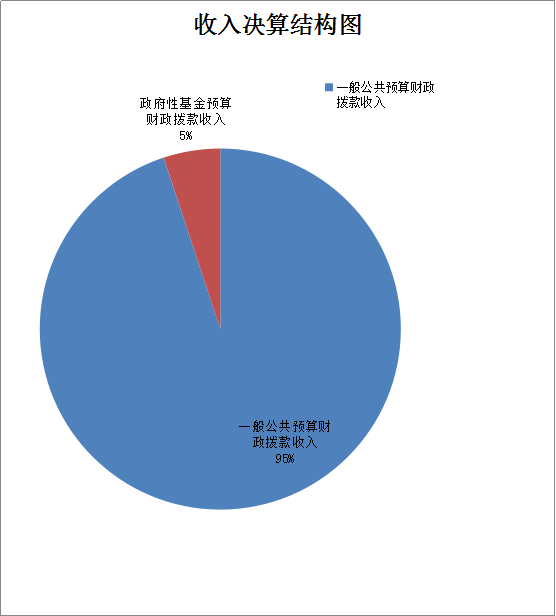 收入决算结构图
一般公共预算财政
拨款收入
政府性基金预算
财政拨款收入
5%
一般公共预算财
政拨款收入
95%